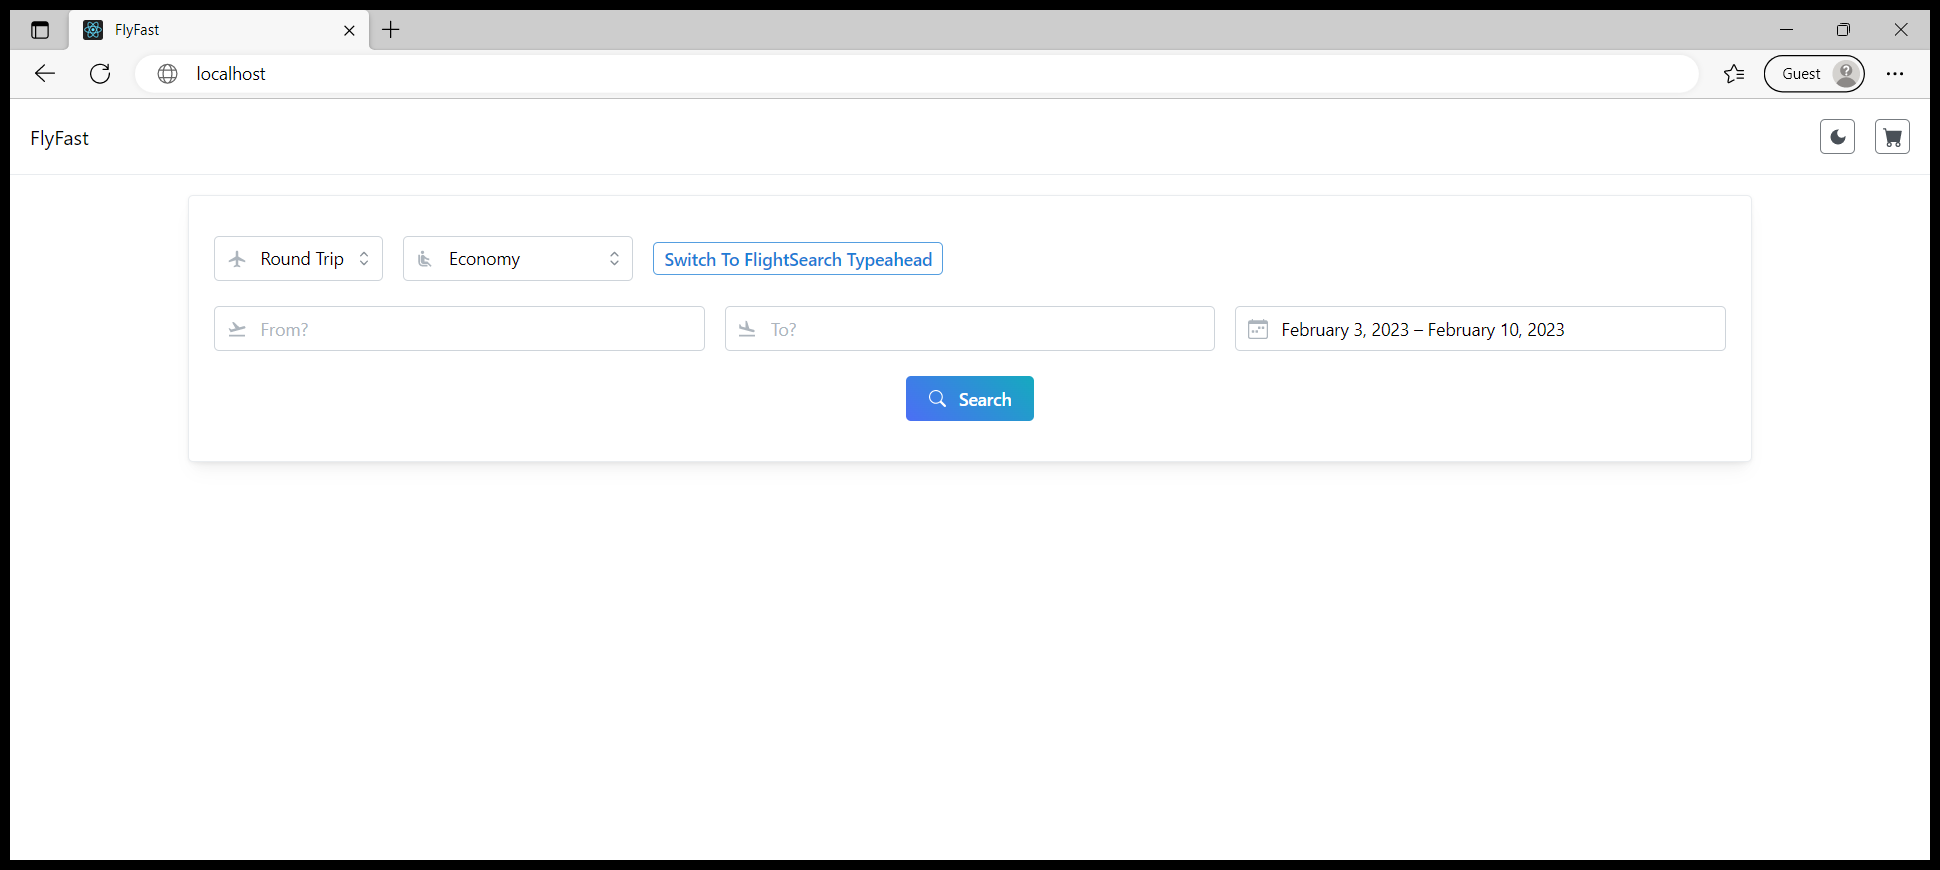 FlyFast
localhost
Guest
FlyFast
Round Trip
Economy
Switch To FlightSearch Typeahead
From?
To?
February 3, 2023 – February 10, 2023
Search